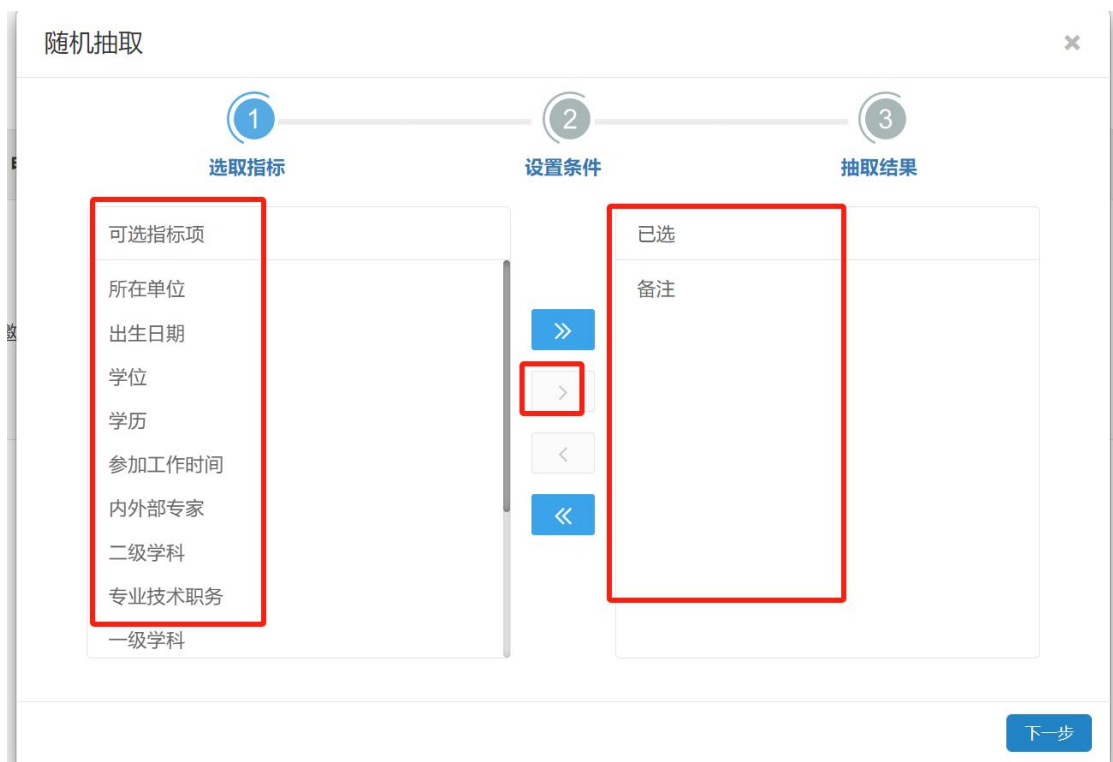 随机抽取
1
2
3
选取指标
设置条件
抽取结果
可选指标项
所在单位
出生日期
学位
学历
参加工作时间
内外部专家
二级学科
专业技术职务
一级学科
已选
备注
下一步